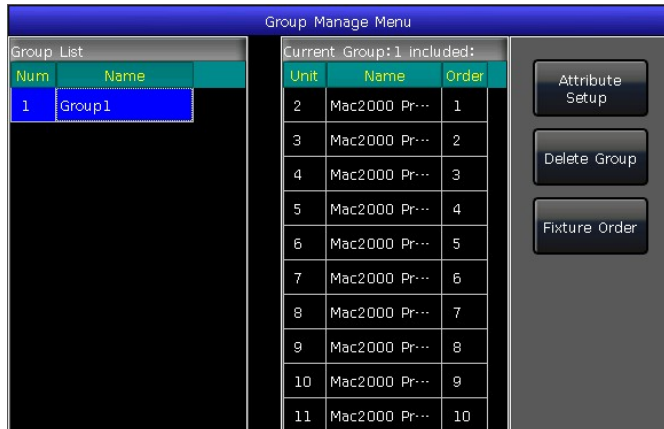 Group Manage Menu
Group List
Num Name
1 Group1
Current Group:1 included:
Unit Name Order
2 Mac2000 Pr··· 1
3 Mac2000 Pr··· 2
4 Mac2000 Pr··· 3
5 Mac2000 Pr··· 4
6 Mac2000 Pr··· 5
7 Mac2000 Pr··· 6
8 Mac2000 Pr··· 7
9 Mac2000 Pr··· 8
10 Mac2000 Pr··· 9
11 Mac2000 Pr··· 10
Attribute
Setup
Delete Group
Fixture Order